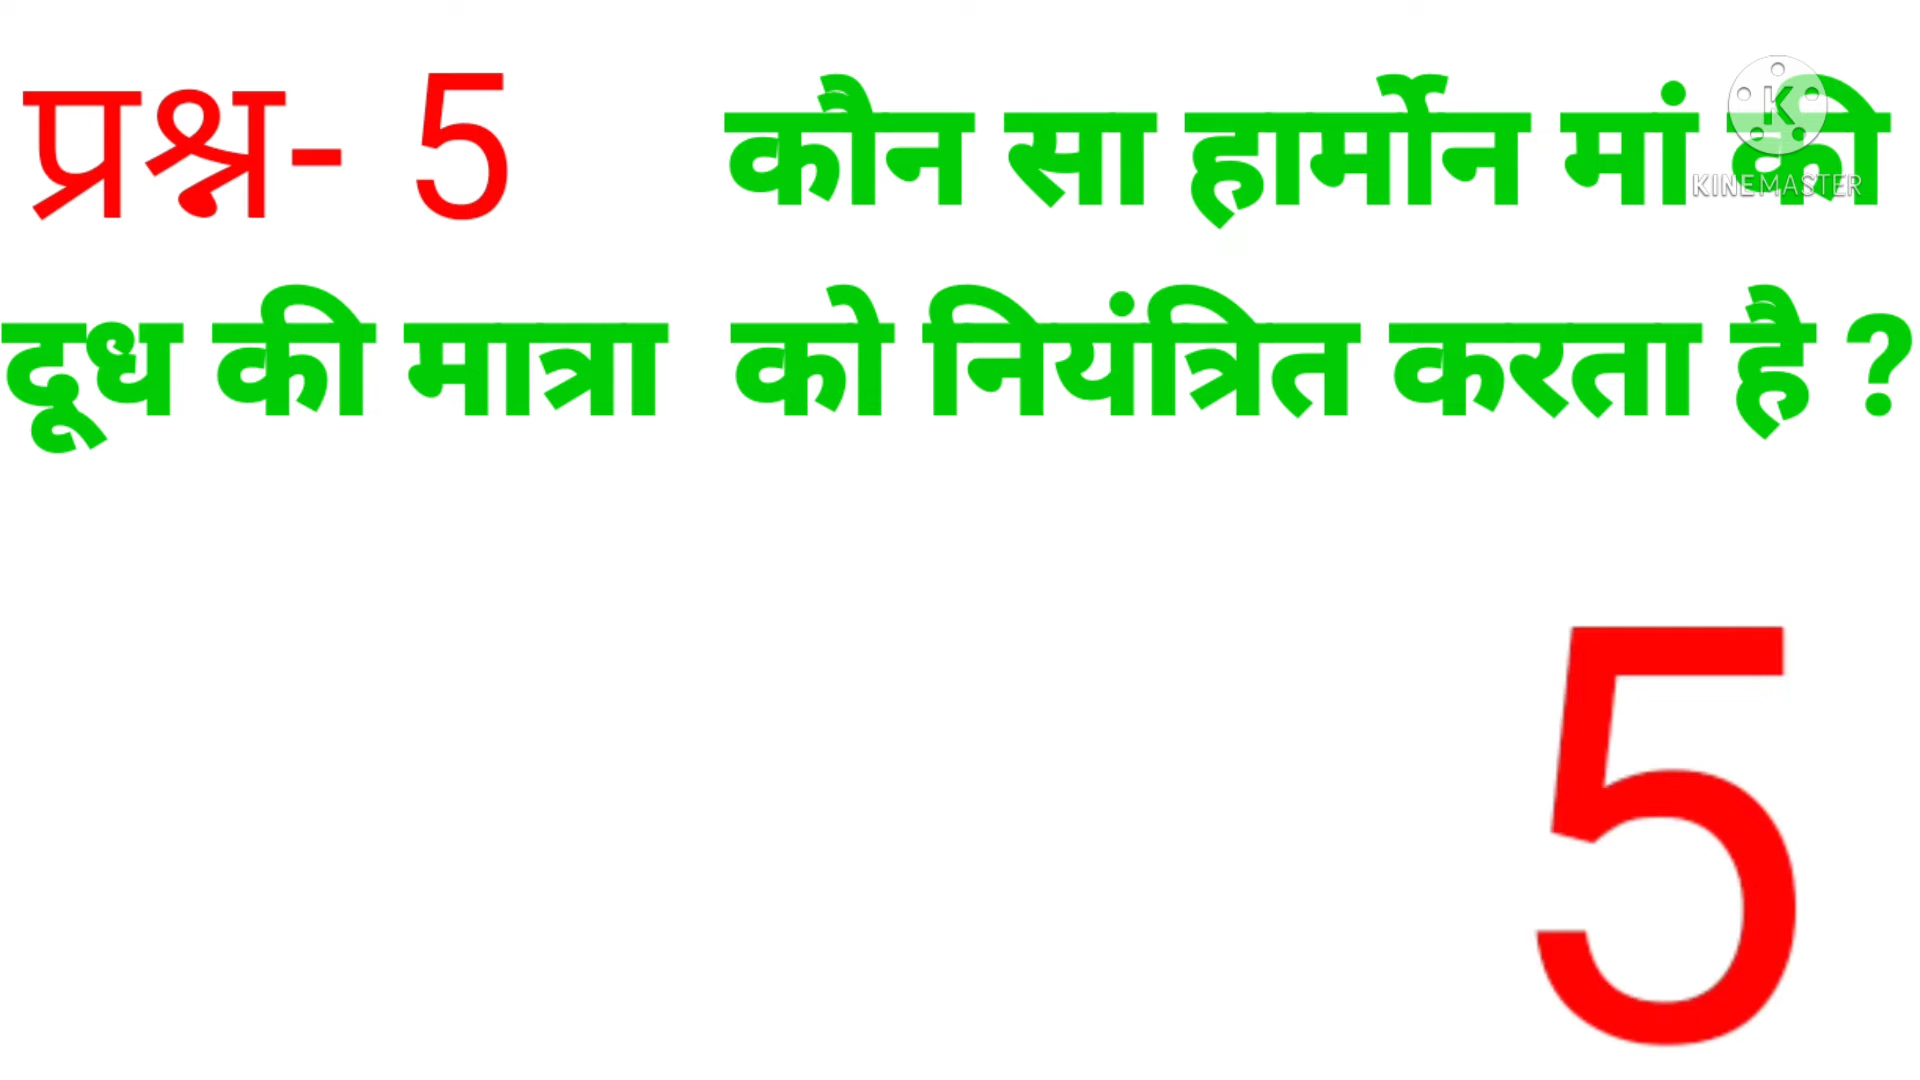 प्रश्न- 5 कौन सा हार्मोन मां की
दूध की मात्रा को नियंत्रित करता है ?
K
KINEMASTER
5